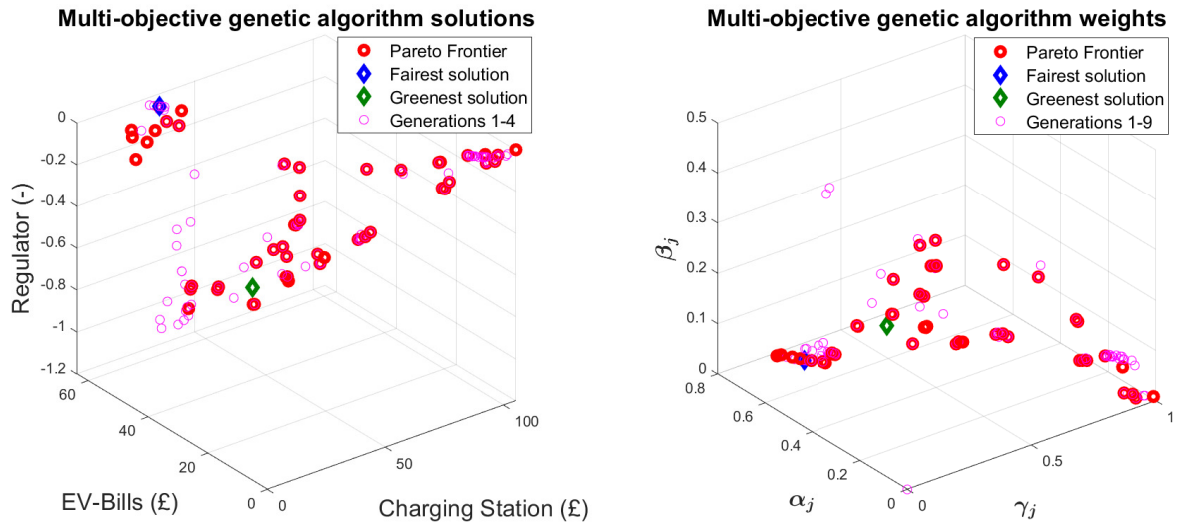 Multi-objective genetic algorithm solutions
Pareto Frontier
Fairest solution
Greenest solution
Generations 1-4
0
-0.2
-0.4
-0.6
-0.8
-1
-1.2
Regulator (-)
60
40
20
0
EV-Bills (£)
0
50
100
Charging Station (£)
Multi-objective genetic algorithm weights
Pareto Frontier
Fairest solution
Greenest solution
Generations 1-9
0.5
0.4
0.3
0.2
0.1
0
βj
0.8
0.6
0.4
0.2
0
αj
0
0.5
1
γj